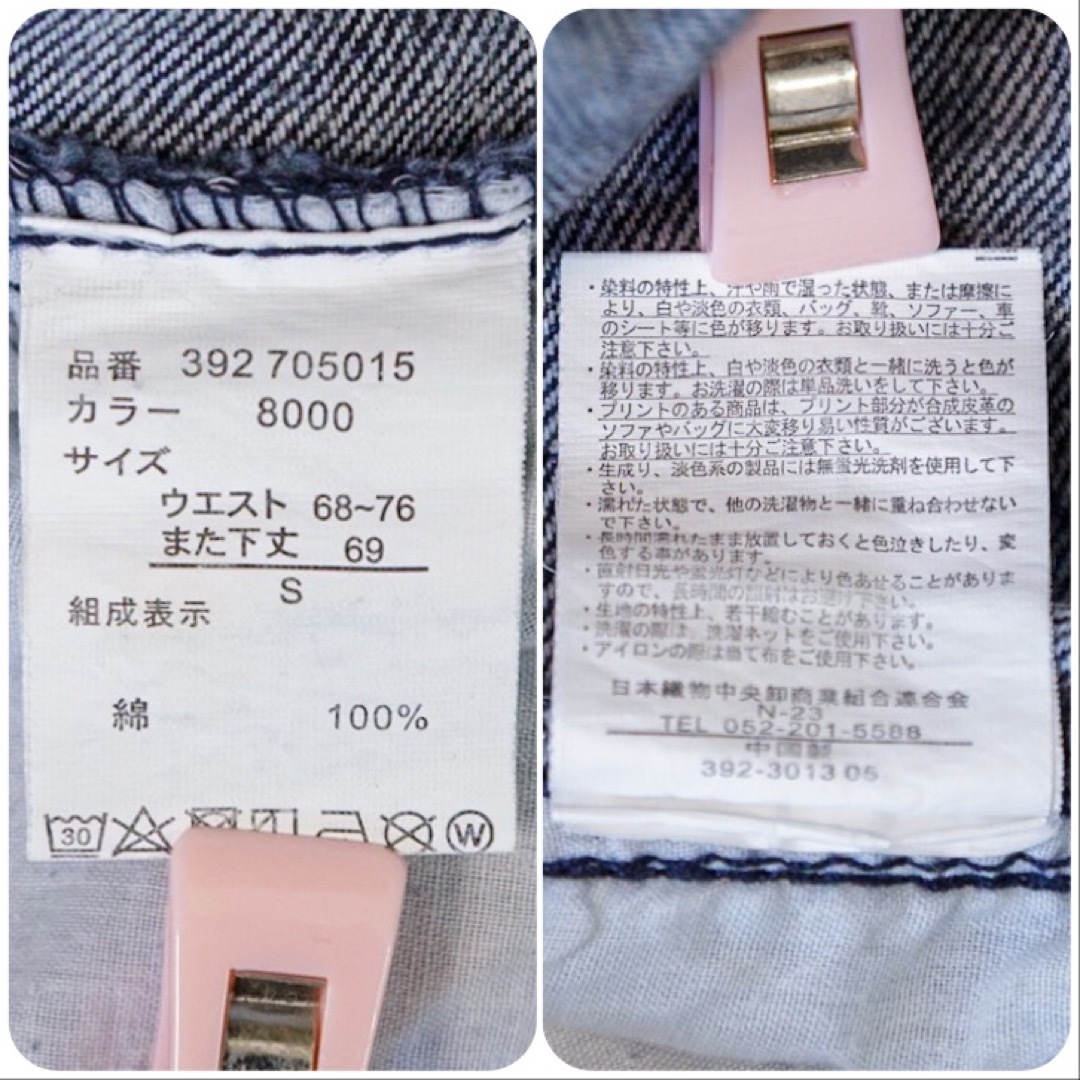 品番 392 705015
カラー 8000
サイズ
ウエスト 68~76
また下丈 69
S
組成表示
綿 100%
30
W
・染料の特性上、汗や雨で湿った状態、または摩擦に
より、白や淡色の衣類、バッグ、靴、ソファー、車
のシート等に色が移ります。お取り扱いには十分ご
注意下さい。
・染料の特性上、白や淡色の衣類と一緒に洗うと色が
移ります。お洗濯の際は単品洗いをして下さい。
・プリントのある商品は、プリント部分が合成皮革の
ソファやバッグに大変移り易い性質がございます。
お取り扱いには十分ご注意下さい。
・生成り、淡色系の製品には無蛍光洗剤を使用して下
さい。
・濡れた状態で、他の洗濯物と一緒に重ね合わせない
で下さい。
・長時間濡れたまま放置しておくと色泣きしたり、変
色する事があります。
・直射日光や蛍光灯などにより色あせることがありま
すので、長時間の照射はお避け下さい。
・生地の特性上、若干縮むことがあります。
・洗濯の際は、洗濯ネットをご使用下さい。
・アイロンの際は当て布をご使用下さい。
日本織物中央卸商業組合連合会
N-23
TEL 052-201-5588
中国製
392-3013 05